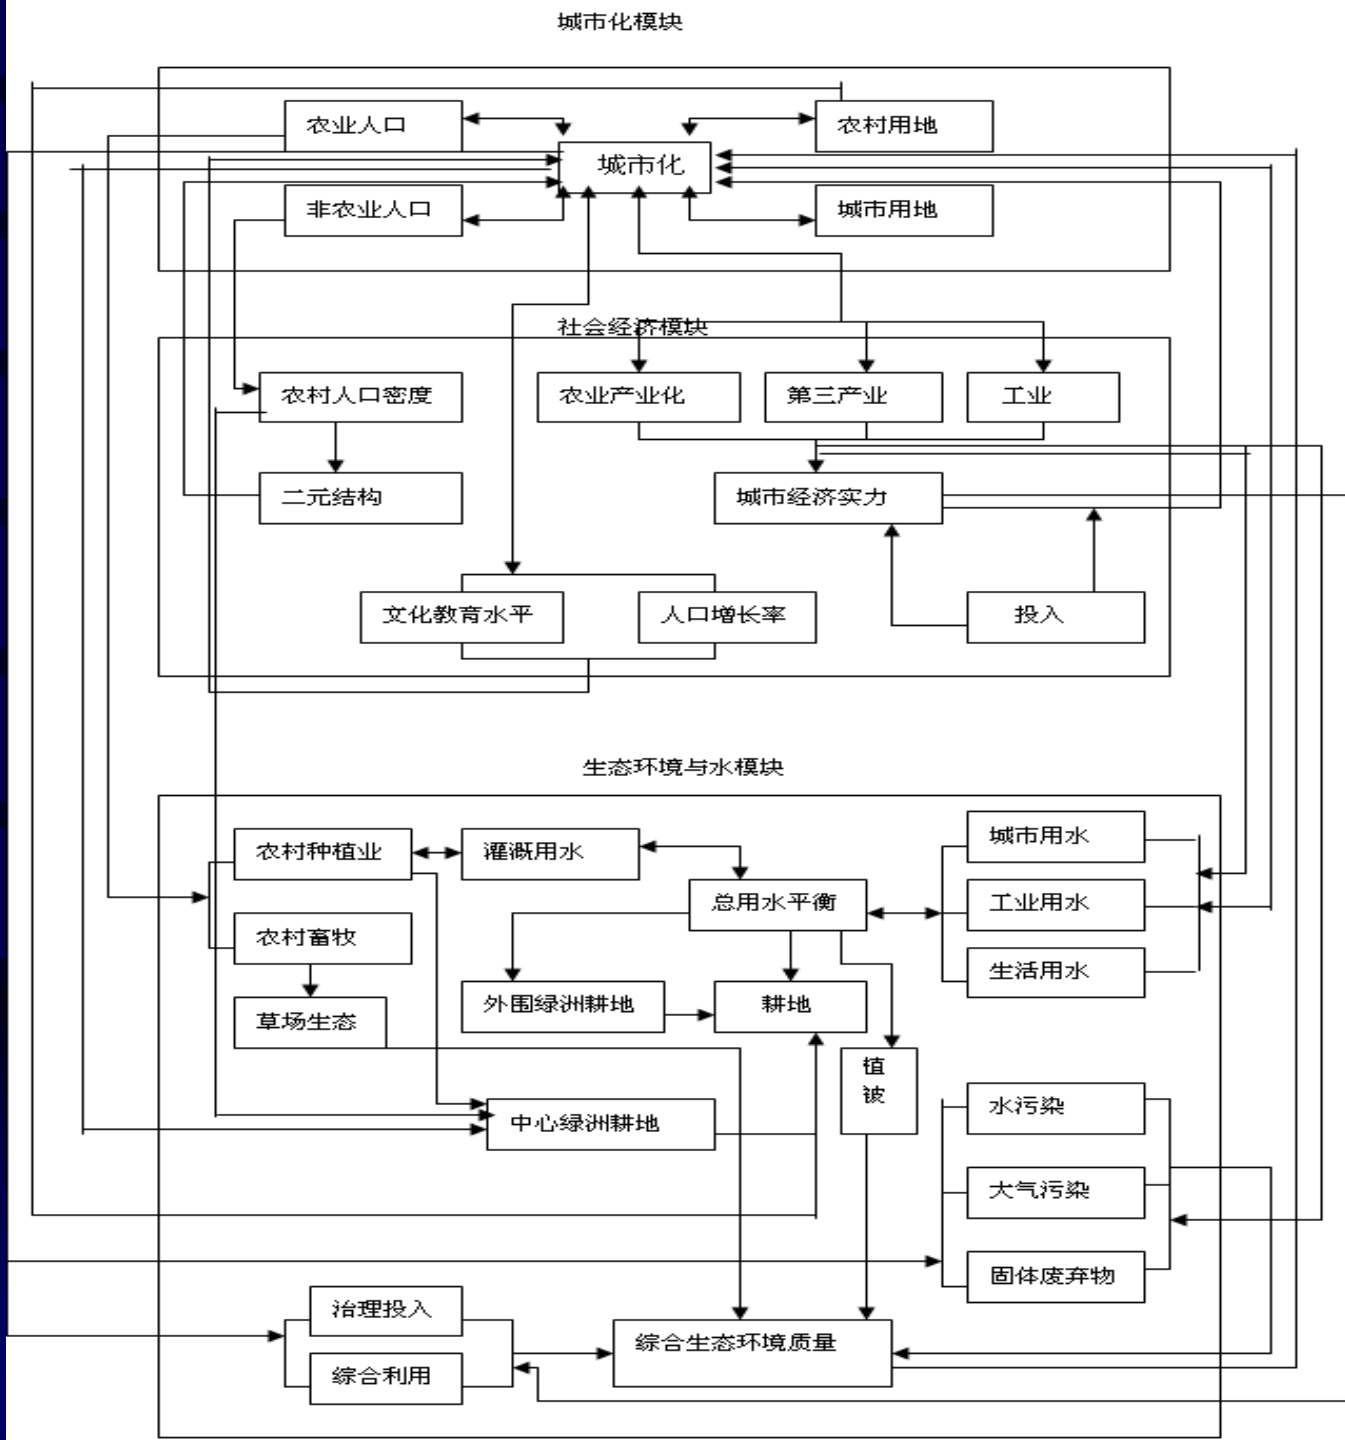 城市化模块
农业人口
农村用地
城市化
非农业人口
城市用地
社会经济模块
农村人口密度
农业产业化
第三产业
工业
二元结构
城市经济实力
文化教育水平
人口增长率
投入
生态环境与水模块
农村种植业
灌溉用水
城市用水
总用水平衡
工业用水
农村畜牧
生活用水
外围绿洲耕地
耕地
草场生态
植
被
水污染
中心绿洲耕地
大气污染
固体废弃物
治理投入
综合生态环境质量
综合利用